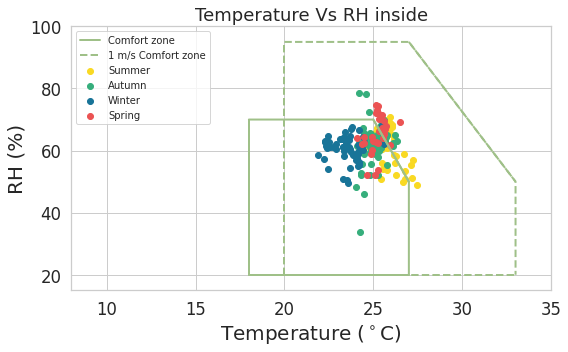 Temperature Vs RH inside
Comfort zone
1 m/s Comfort zone
Summer
Autumn
Winter
Spring
RH (%)
100
80
60
40
20
10 15 20 25 30 35
Temperature (°C)